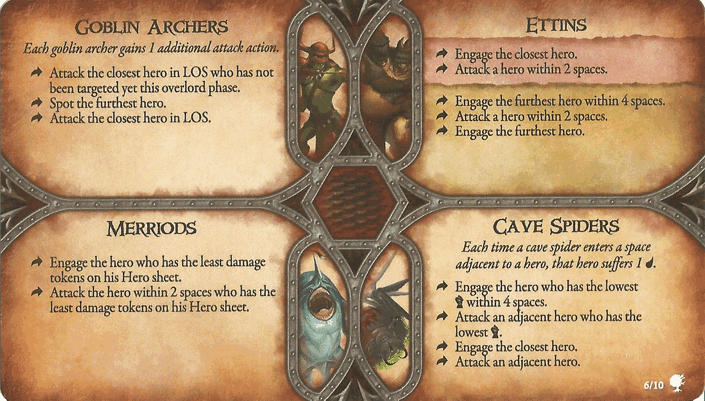 GOBLIN ARCHERS
Each goblin archer gains 1 additional attack action.
Attack the closest hero in LOS who has not
been targeted yet this overlord phase.
Spot the furthest hero.
Attack the closest hero in LOS.
ETTINS
Engage the closest hero.
Attack a hero within 2 spaces.
Engage the furthest hero within 4 spaces.
Attack a hero within 2 spaces.
Engage the furthest hero.
MERRIODS
Engage the hero who has the least damage
tokens on his Hero sheet.
Attack the hero within 2 spaces who has the
least damage tokens on his Hero sheet.
CAVE SPIDERS
Each time a cave spider enters a space
adjacent to a hero, that hero suffers 1 .
Engage the hero who has the lowest
within 4 spaces.
Attack an adjacent hero who has the
lowest .
Engage the closest hero.
Attack an adjacent hero.
6/10